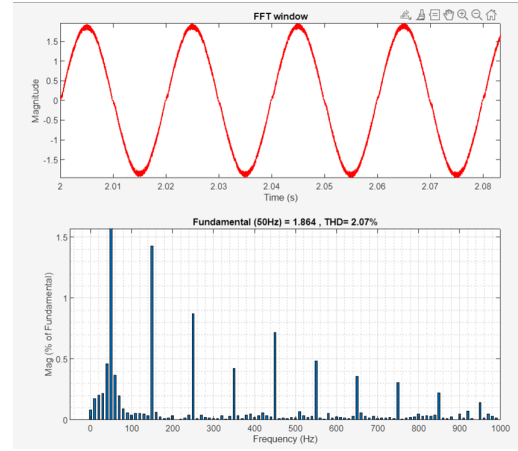 FFT window
1.5
1
0.5
0
-0.5
-1
-1.5
Magnitude
2 2.01 2.02 2.03 2.04 2.05 2.06 2.07 2.08
Time (s)
Fundamental (50Hz) = 1.864 , THD= 2.07%
1.5
1
0.5
0
Mag (% of Fundamental)
0 100 200 300 400 500 600 700 800 900 1000
Frequency (Hz)